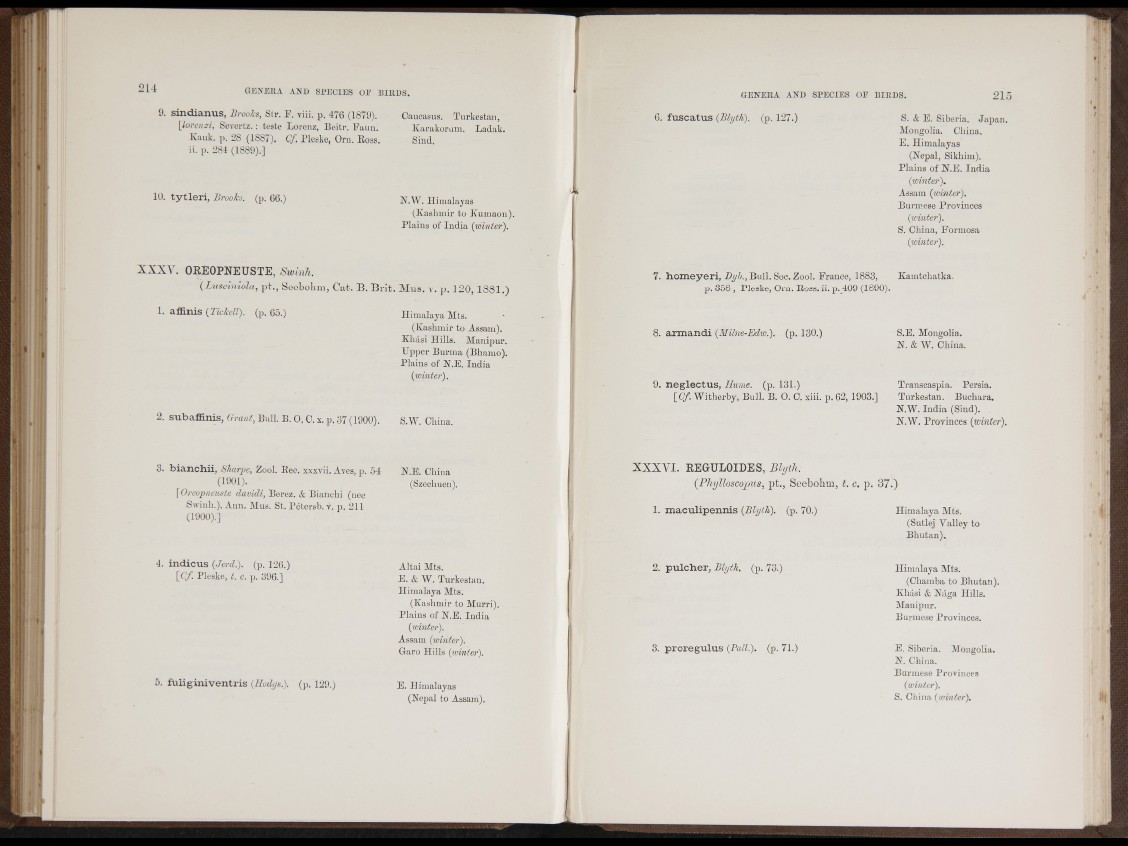 214
GENERA AND SPECIES OF BIRDS.
9. sindianus, Brooks, Str. F. viii. p. 476 (1879).
[lorenzi, Severtz.: teste Lorenz, Beitr. Faun.
Kauk. p. 28 (1887). Cf. Pleske, Orn. Ross.
ii. p. 284 (1889).]
Caucasus. Turkestan,
Karakorum. Ladak.
Sind.
10. tytleri, Brooks. (p. 66.)
N.W. Himalayas
(Kashmir to Kumaon).
Plains of India (winter).
XXXV. OREOPNEUSTE, Swinh.
(Lusciniola, pt., Seebohm, Cat. B. Brit. Mus. v. p. 120, 1881.)
1. affinis (Tickell). (p. 65.)
Himalaya Mts.
(Kashmir to Assam).
Khási Hills. Manipur.
Upper Burma (Bhamo).
Plains of N.E. India
(winter).
2. subaffinis, Grant, Bull. B. O. C. x. p. 37 (1900).
S.W. China.
3. bianchii, Sharpe, Zool. Rec. xxxvii. Aves, p. 54
(1901).
[Oreopneuste davidi, Berez. & Bianchi (nec
Swinh.), Ann. Mus. St. Pétersb. v. p. 211
(1900).]
N.E. China
(Szechuen).
4. indicus (Jerd.). (p. 126.)
[Cf. Pleske, t. c. p. 396.]
Altai Mts.
E. & W. Turkestan.
Himalaya Mts.
(Kashmir to Murri).
Plains of N.E. India
(winter).
Assam (winter).
Garo Hills (winter).
5. fuliginiventris (Hodgs.). (p. 129.)
E. Himalayas
(Nepal to Assam).
GENERA AND SPECIES OF BIRDS.
215
6. fuscatus (Blyth). (p. 127.)
S. & E. Siberia. Japan.
Mongolia. China.
E. Himalayas
(Nepal, Sikhim).
Plains of N.E. India
(winter).
Assam (winter).
Burmese Provinces
(winter).
S. China, Formosa
(winter).
7. homeyeri, Dyb., Bull. Soc. Zool. France, 1883,
p. 358; Pleske, Orn. Ross. ii. p. 409 (1890).
Kamtchatka.
8. armandi (Milne-Edw.). (p. 130.)
S.E. Mongolia.
N. & W. China.
9. neglectus, Hume. (p. 131.)
[Cf. Witherby, Bull. B. O. C. xiii. p. 62, 1903.]
Transcaspia. Persia.
Turkestan. Buchara.
N.W. India (Sind).
N.W. Provinces (winter).
XXXVI. REGULOIDES, Blyth.
(Phylloscopus, pt., Seebohm, t. c. p. 37.)
1. maculipennis (Blyth). (p. 70.)
Himalaya Mts.
(Sutlej Valley to
Bhutan).
2. pulcher, Blyth. (p. 73.)
Himalaya Mts.
(Chamba to Bhutan).
Khási & Nága Hills.
Manipur.
Burmese Provinces.
3. proregulus (Pall.). (p. 71.)
E. Siberia. Mongolia.
N. China.
Burmese Provinces
(winter).
S. China (winter).